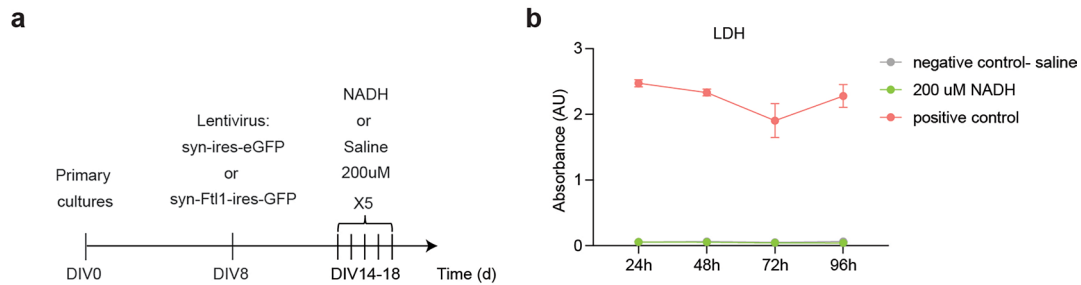 a
Primary
cultures
Lentivirus:
syn-ires-eGFP
or
syn-Ftl1-ires-GFP
NADH
or
Saline
200uM
X5
DIV0
DIV8
DIV14-18
Time (d)
b
LDH
Absorbance (AU)
3
2
1
0
24h
48h
72h
96h
negative control- saline
200 uM NADH
positive control